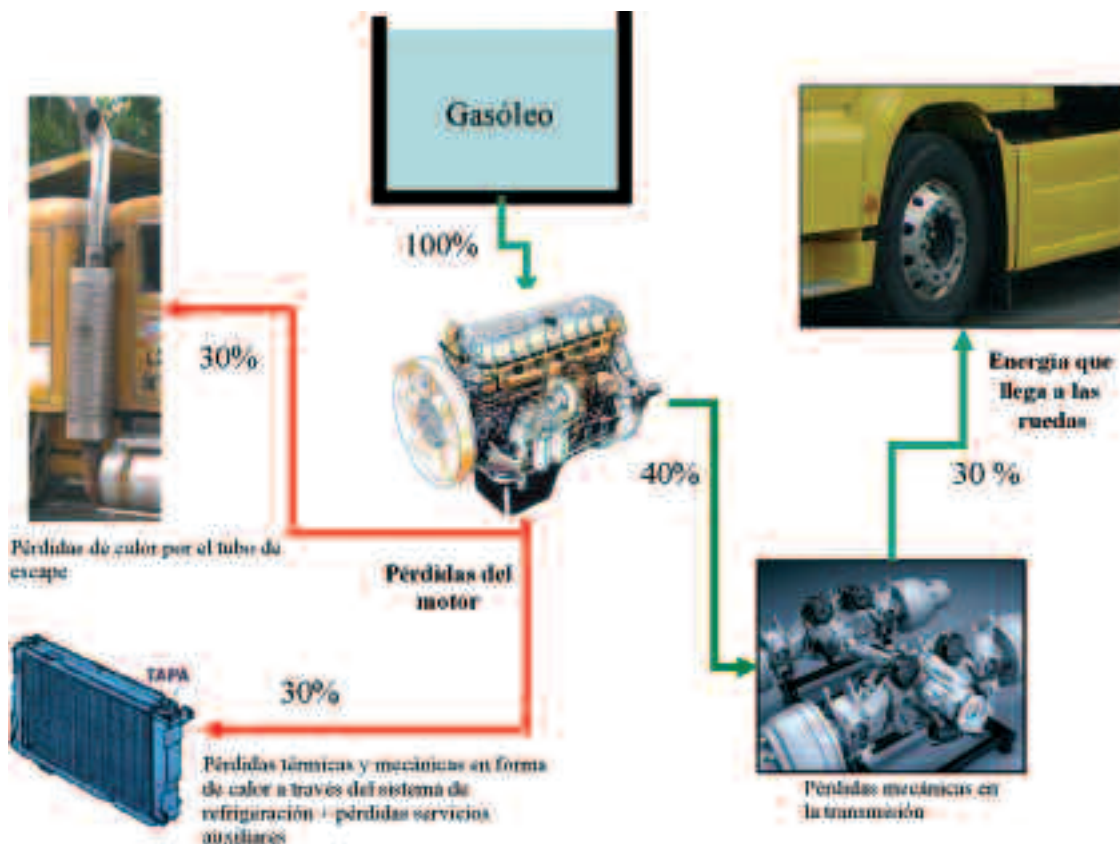 Gasóleo
100%
30%
Energía que
llega a las
ruedas
40%
30 %
Pérdidas de calor por el tubo de
escape
Pérdidas del
motor
TAPA
30%
Pérdidas térmicas y mecánicas en forma
de calor a través del sistema de
refrigeración + pérdidas servicios
auxiliares
Pérdidas mecánicas en
la transmisión